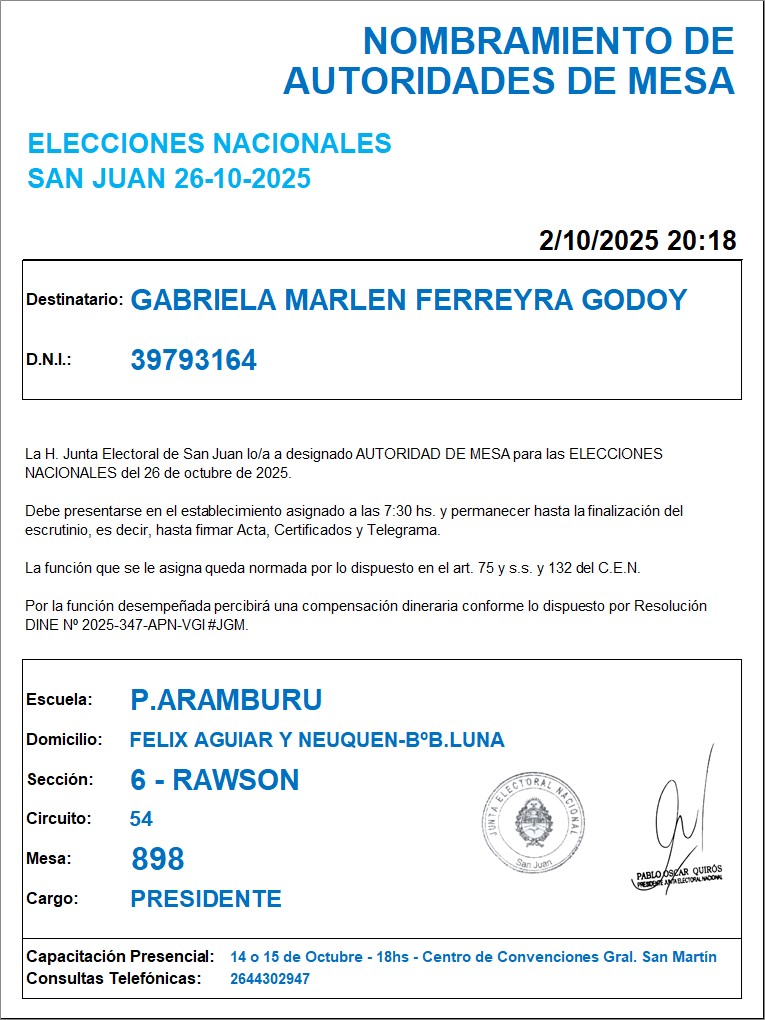 NOMBRAMIENTO DE
AUTORIDADES DE MESA
ELECCIONES NACIONALES
SAN JUAN 26-10-2025
2/10/2025 20:18
Destinatario: GABRIELA MARLEN FERREYRA GODOY
D.N.I.: 39793164
La H. Junta Electoral de San Juan lo/a a designado AUTORIDAD DE MESA para las ELECCIONES
NACIONALES del 26 de octubre de 2025.
Debe presentarse en el establecimiento asignado a las 7:30 hs. y permanecer hasta la finalización del
escrutinio, es decir, hasta firmar Acta, Certificados y Telegrama.
La función que se le asigna queda normada por lo dispuesto en el art. 75 y s.s. y 132 del C.E.N.
Por la función desempeñada percibirá una compensación dineraria conforme lo dispuesto por Resolución
DINE Nº 2025-347-APN-VGI#JGM.
Escuela: P.ARAMBURU
Domicilio: FELIX AGUIAR Y NEUQUEN-BºB.LUNA
Sección: 6 - RAWSON
Circuito: 54
Mesa: 898
Cargo: PRESIDENTE
JUNTA ELECTORAL NACIONAL
San Juan
PABLO OSCAR QUIRÓS
PRESIDENTE JUNTA ELECTORAL NACIONAL
Capacitación Presencial: 14 o 15 de Octubre - 18hs - Centro de Convenciones Gral. San Martín
Consultas Telefónicas: 2644302947